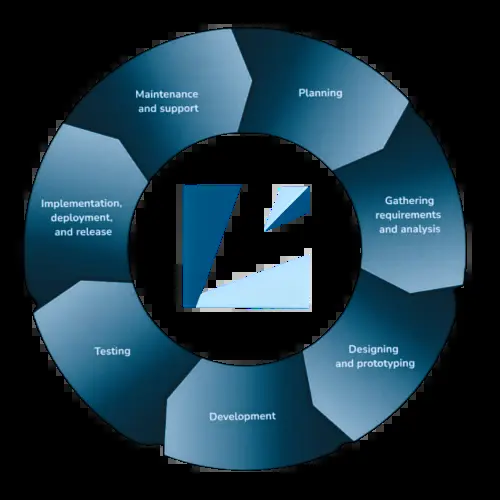 Planning
Gathering
requirements
and analysis
Designing
and prototyping
Development
Testing
Implementation,
deployment,
and release
Maintenance
and support